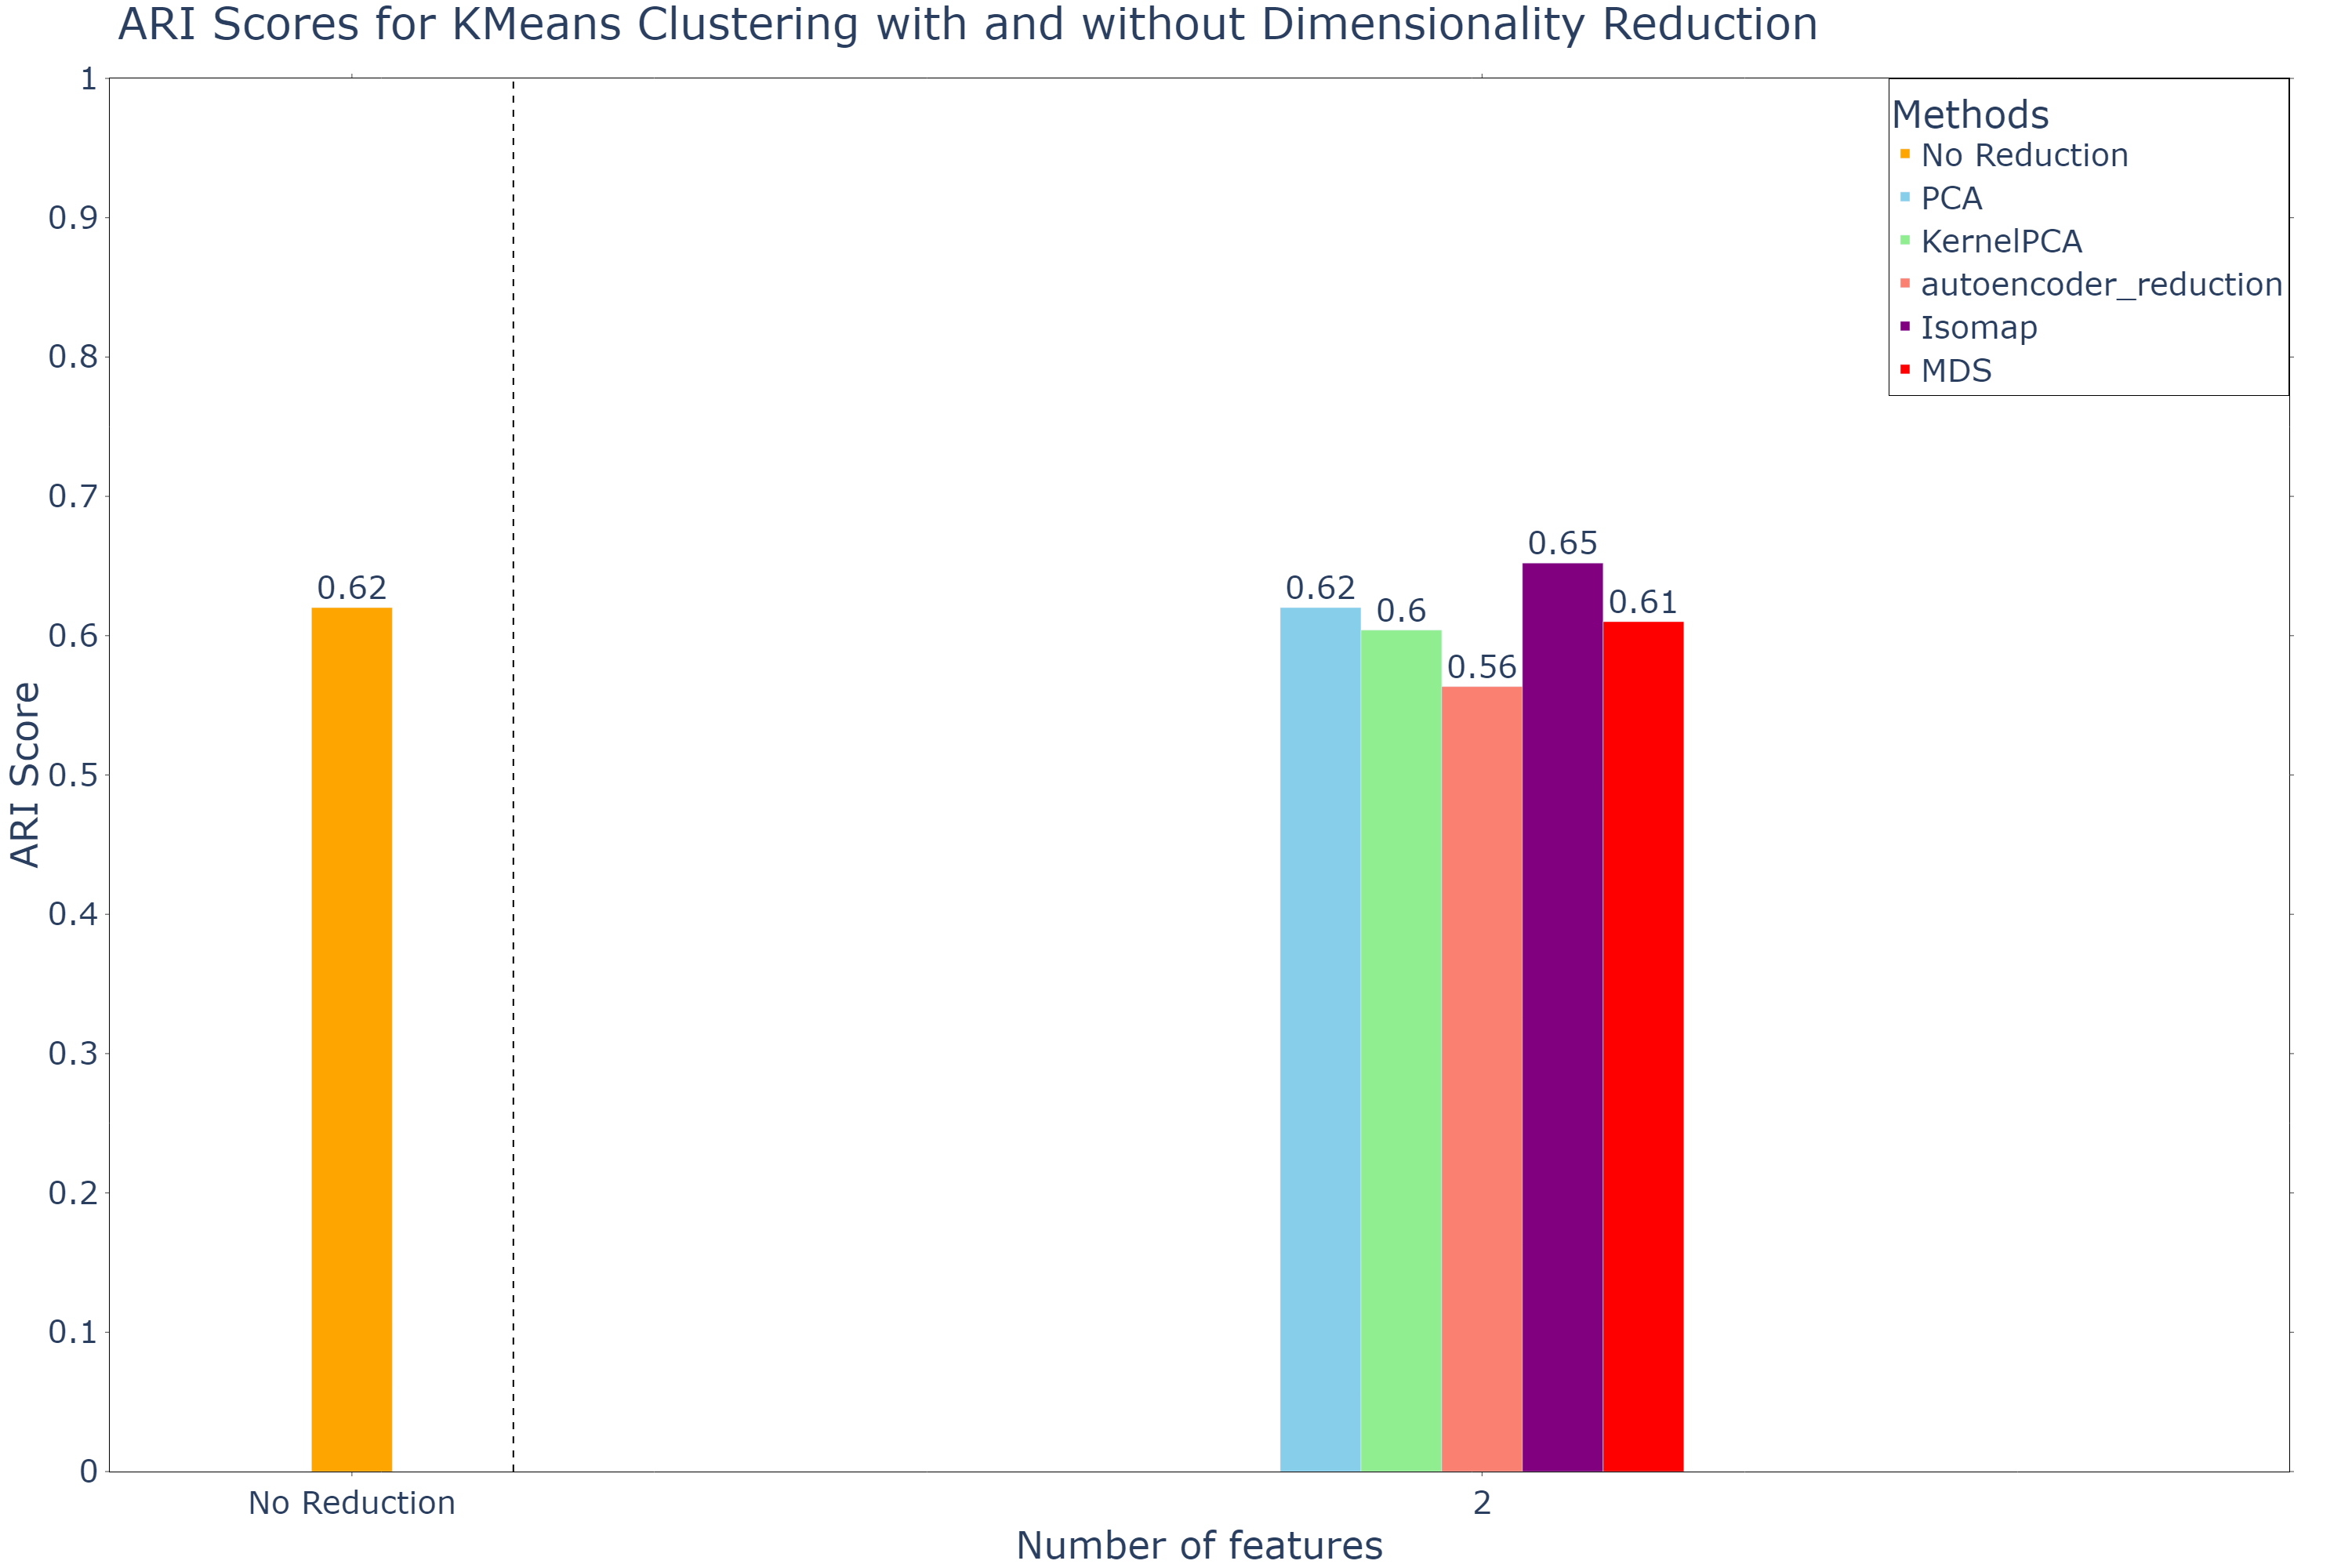 ARI Scores for KMeans Clustering with and without Dimensionality Reduction
1
0.9
0.8
0.7
0.6
0.5
0.4
0.3
0.2
0.1
0
ARI Score
Methods
No Reduction
PCA
KernelPCA
autoencoder_reduction
Isomap
MDS
0.62
0.62
0.6
0.56
0.65
0.61
No Reduction
2
Number of features